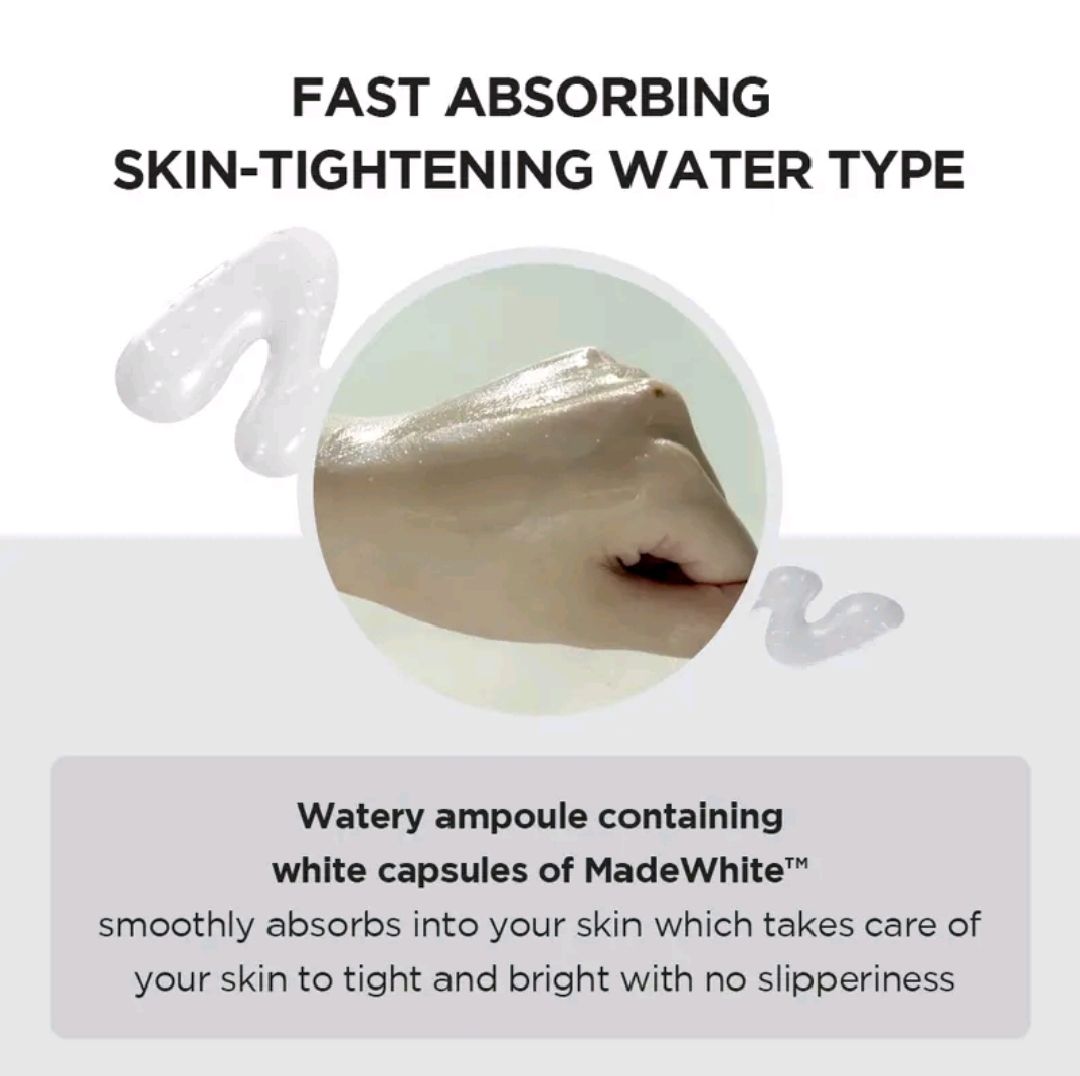 FAST ABSORBING
SKIN-TIGHTENING WATER TYPE
Watery ampoule containing
white capsules of MadeWhite™
smoothly absorbs into your skin which takes care of
your skin to tight and bright with no slipperiness